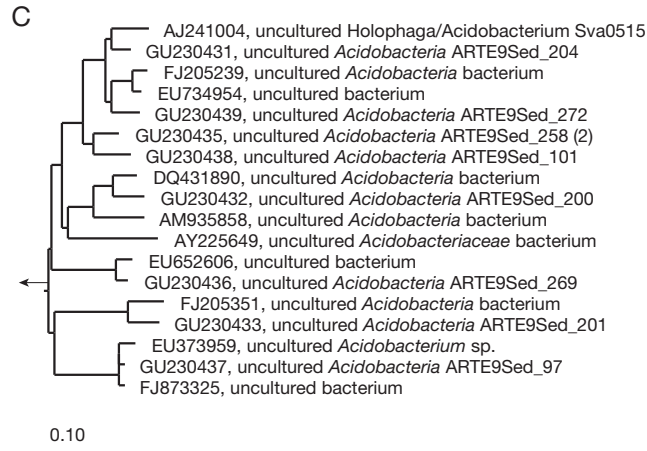 C
AJ241004, uncultured Holophaga/Acidobacterium Sva0515
GU230431, uncultured Acidobacteria ARTE9Sed_204
FJ205239, uncultured Acidobacteria bacterium
EU734954, uncultured bacterium
GU230439, uncultured Acidobacteria ARTE9Sed_272
GU230435, uncultured Acidobacteria ARTE9Sed_258 (2)
GU230438, uncultured Acidobacteria ARTE9Sed_101
DQ431890, uncultured Acidobacteria bacterium
GU230432, uncultured Acidobacteria ARTE9Sed_200
AM935858, uncultured Acidobacteria bacterium
AY225649, uncultured Acidobacteriaceae bacterium
EU652606, uncultured bacterium
GU230436, uncultured Acidobacteria ARTE9Sed_269
FJ205351, uncultured Acidobacteria bacterium
GU230433, uncultured Acidobacteria ARTE9Sed_201
EU373959, uncultured Acidobacterium sp.
GU230437, uncultured Acidobacteria ARTE9Sed_97
FJ873325, uncultured bacterium
0.10